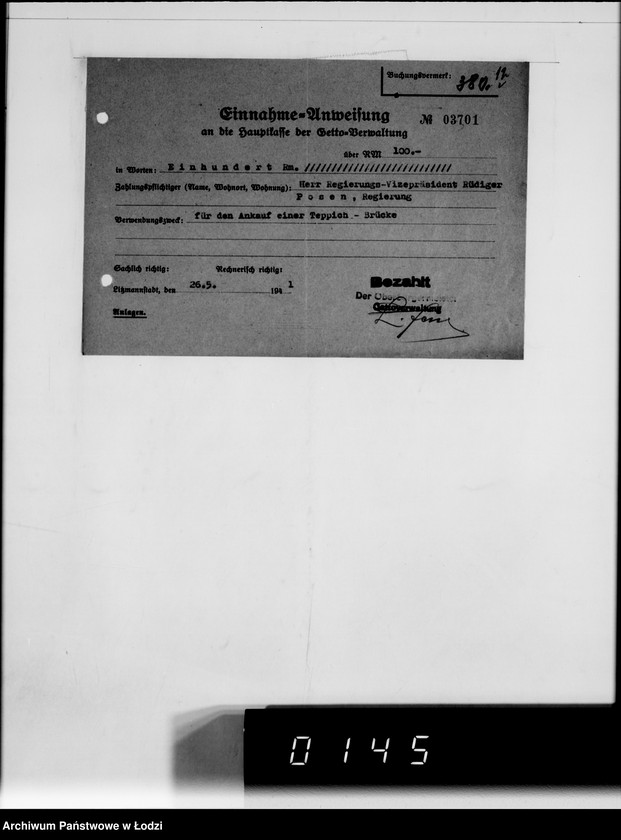 Buchungsvermerk: 380. 12
Einnahme-Anweisung
№ 03701
an die Hauptkasse der Getto-Verwaltung
über RM 100.-
in Worten: Einhundert Rm. ///////////////////////////
Zahlungspflichtiger (Name, Wohnort, Wohnung): Herr Regierungs-Vizepräsident Rüdiger
Posen, Regierung
Verwendungszweck: für den Ankauf einer Teppich - Brücke
Sachlich richtig: Rechnerisch richtig:
Litzmannstadt, den 26.5. 194 1
Bezahlt
Der Oberbürgermeister
Gettoverwaltung
Anlagen.
0145
Archiwum Państwowe w Łodzi